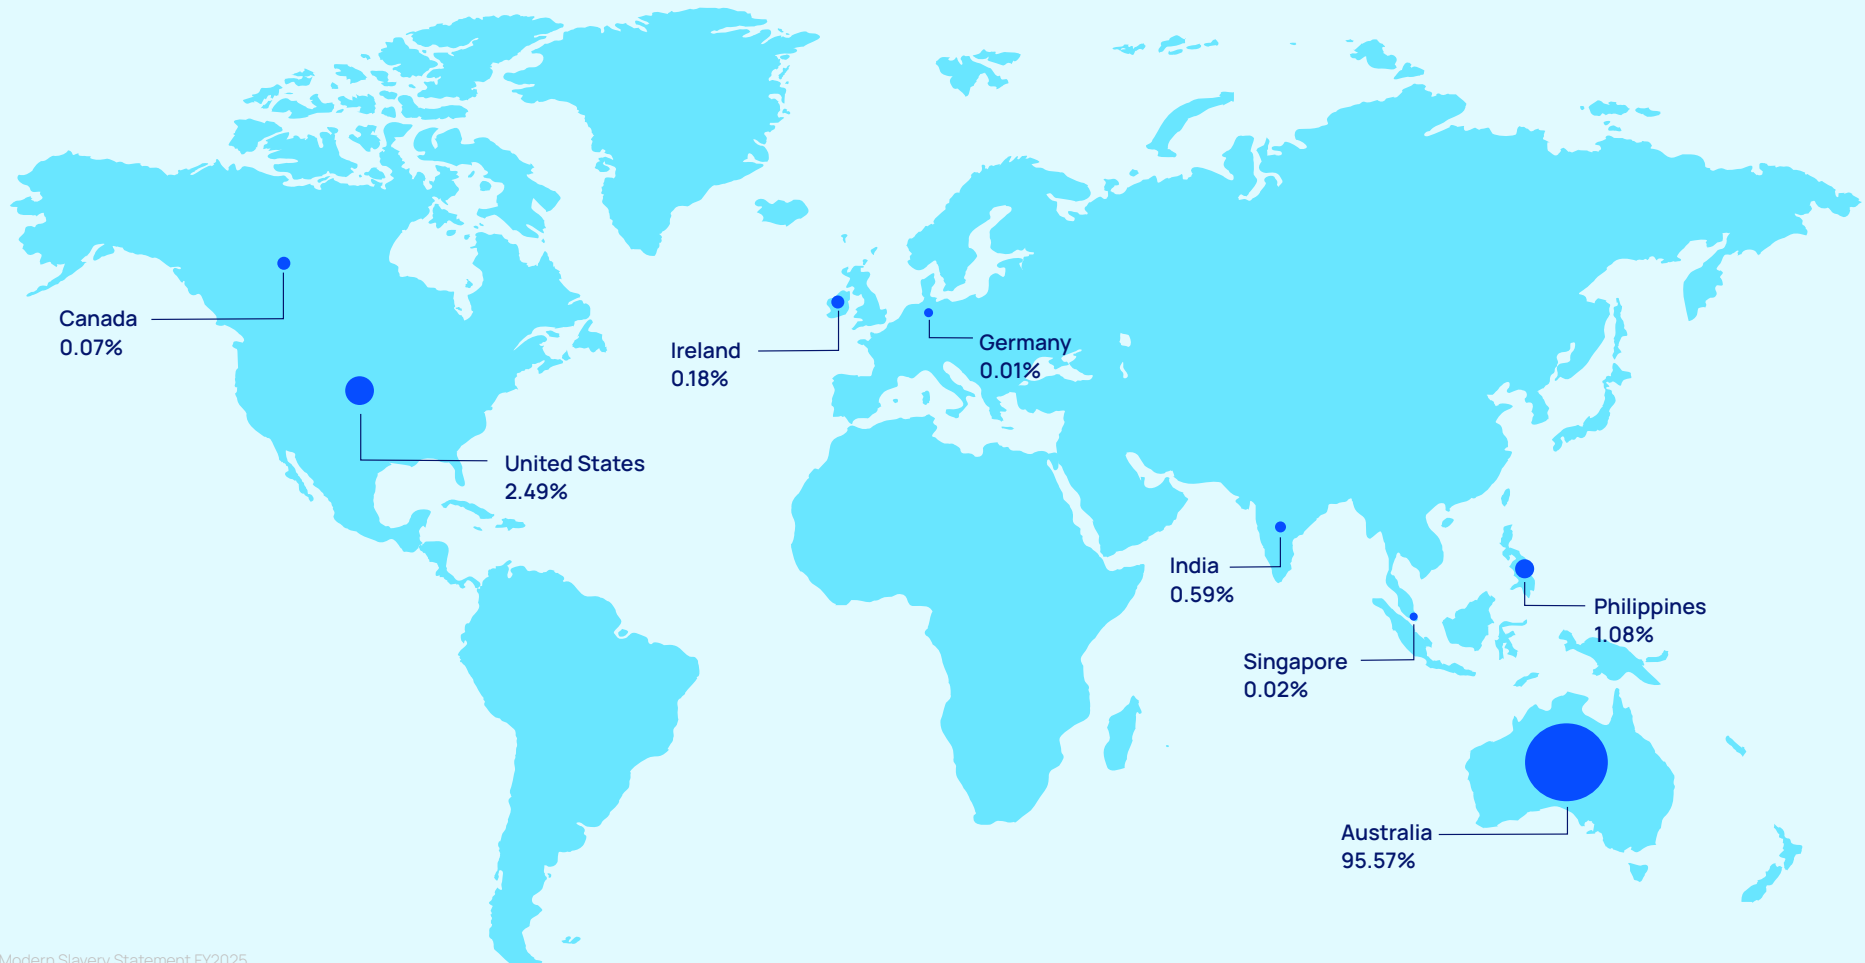 Canada
0.07%
Ireland
0.18%
Germany
0.01%
United States
2.49%
India
0.59%
Philippines
1.08%
Singapore
0.02%
Australia
95.57%
Modern Slavery Statement FY2025